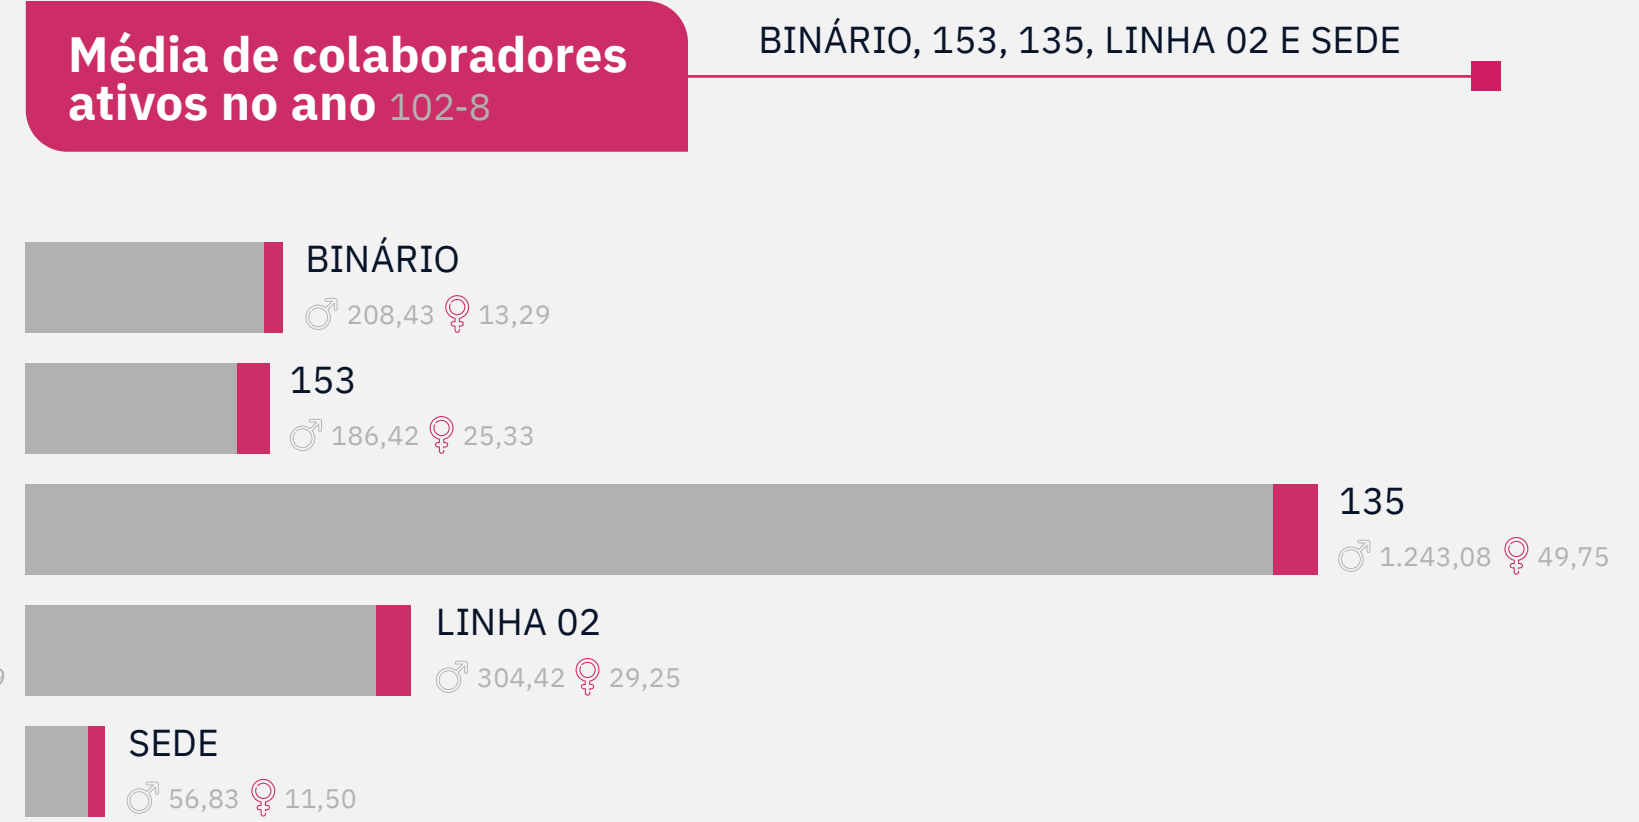 Média de colaboradores
ativos no ano 102-8
BINÁRIO, 153, 135, LINHA 02 E SEDE
BINÁRIO
208,43 13,29
153
186,42 25,33
135
1.243,08 49,75
LINHA 02
304,42 29,25
SEDE
56,83 11,50